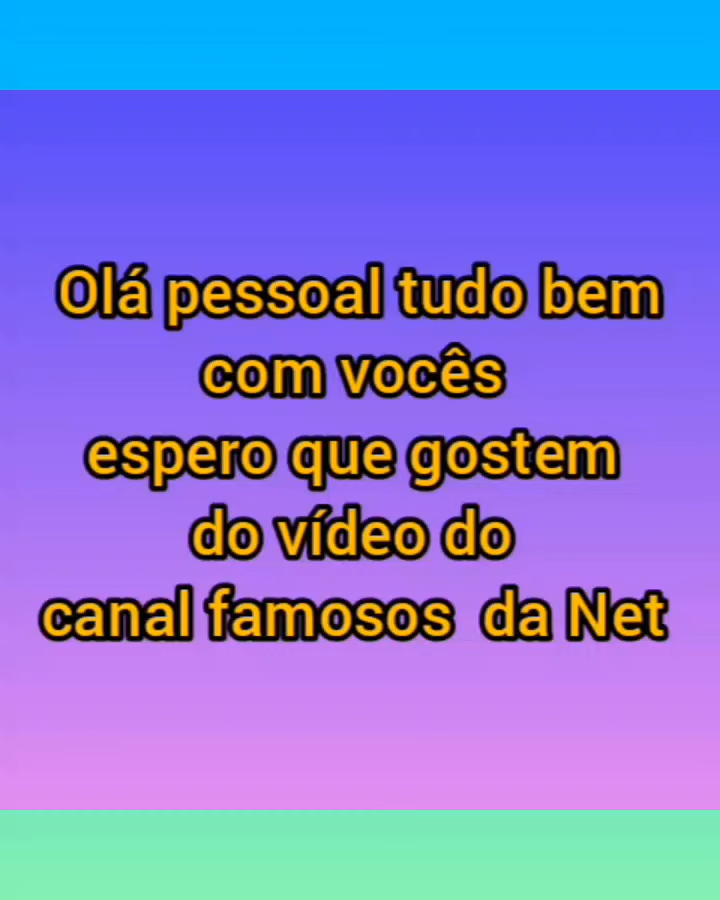 Olá pessoal tudo bem
com vocês
espero que gostem
do vídeo do
canal famosos da Net